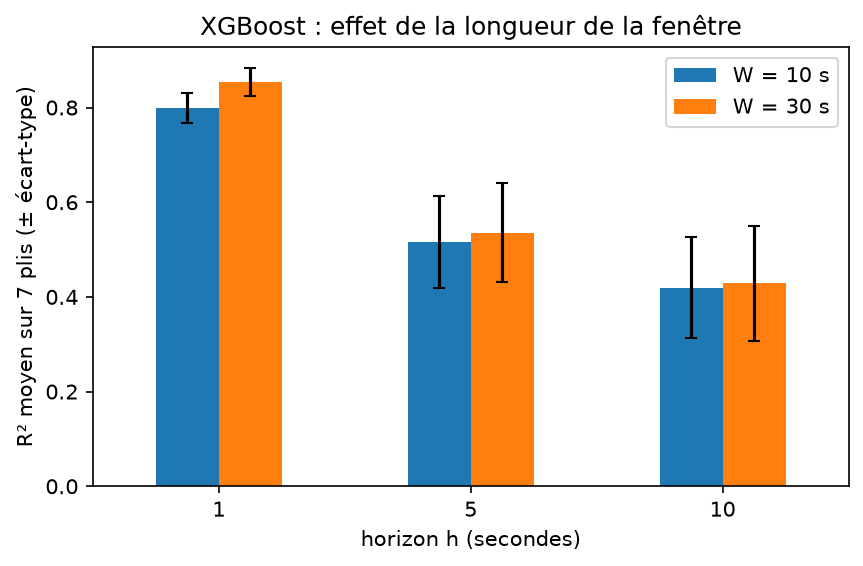 XGBoost : effet de la longueur de la fenêtre
R² moyen sur 7 plis (± écart-type)
0.8
0.6
0.4
0.2
0.0
W = 10 s
W = 30 s
1 5 10
horizon h (secondes)